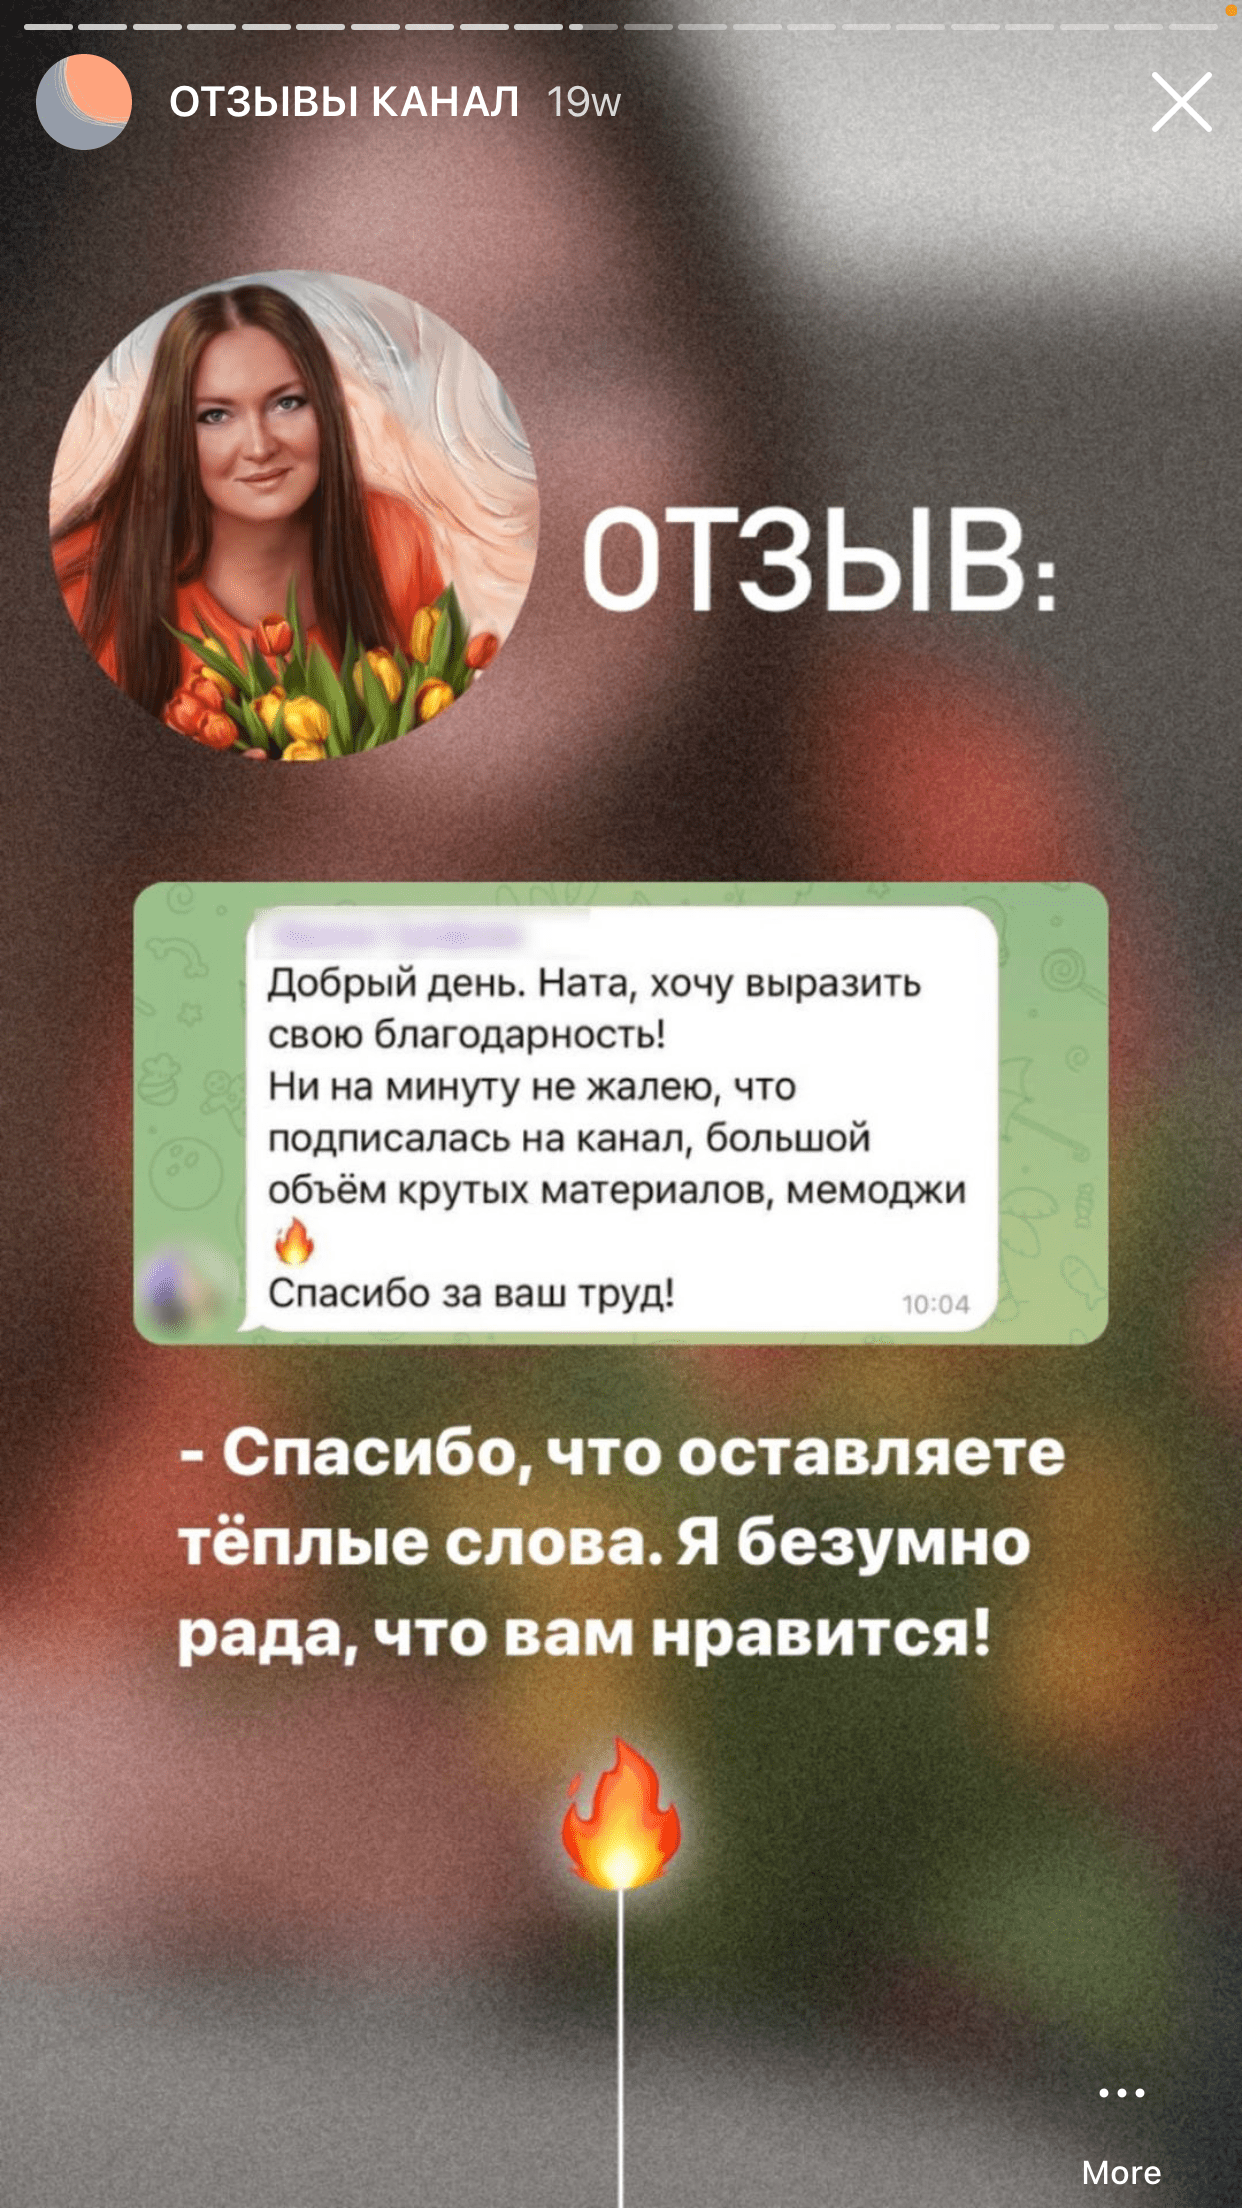 ОТЗЫВЫ КАНАЛ 19w
ОТЗЫВ:
Добрый день. Ната, хочу выразить
свою благодарность!
Ни на минуту не жалею, что
подписалась на канал, большой
объём крутых материалов, мемоджи
🔥
Спасибо за ваш труд!
10:04
- Спасибо, что оставляете
тёплые слова. Я безумно
рада, что вам нравится!
More